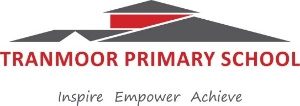 TRANMOOR PRIMARY SCHOOL
Inspire Empower Achieve